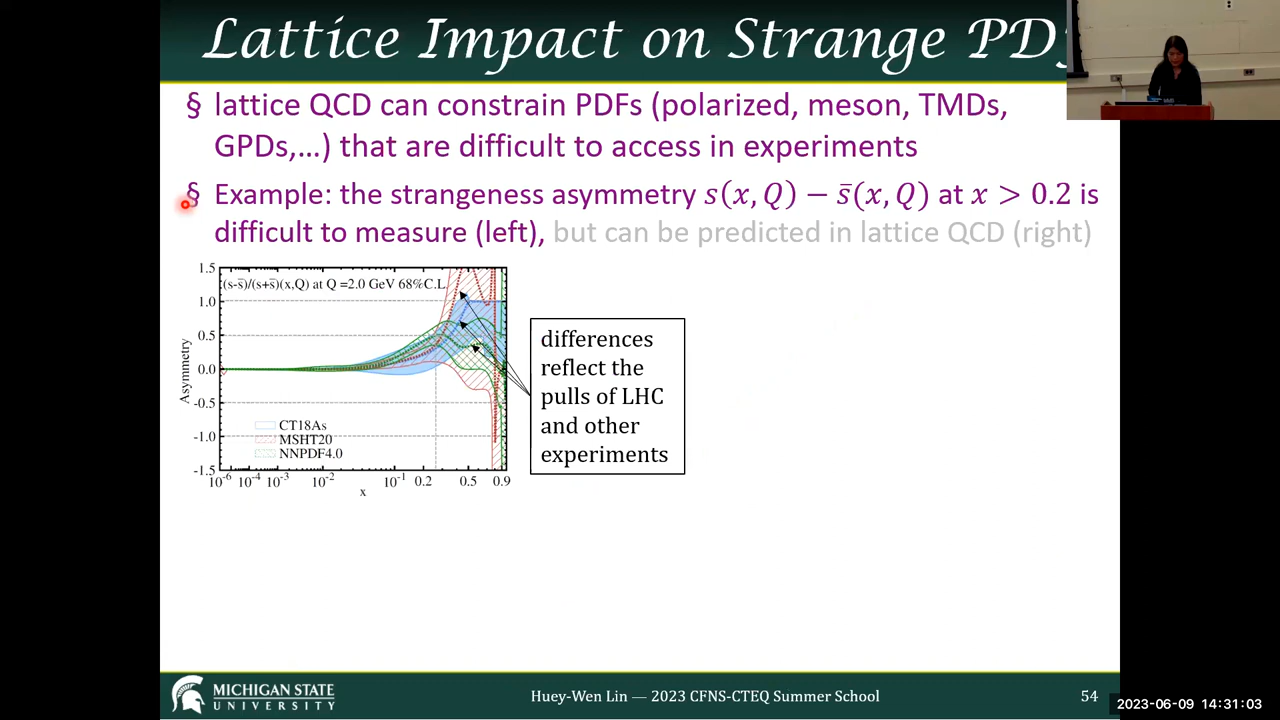 Lattice Impact on Strange PD
§ lattice QCD can constrain PDFs (polarized, meson, TMDs,
GPDs,…) that are difficult to access in experiments
§ Example: the strangeness asymmetry s(x, Q) − s̄(x, Q) at x > 0.2 is
difficult to measure (left), but can be predicted in lattice QCD (right)
(s-s̄)/(s+s̄)(x,Q) at Q =2.0 GeV 68%C.L.
1.5
1.0
0.5
0.0
-0.5
-1.0
-1.5
Asymmetry
CT18As
MSHT20
NNPDF4.0
10⁻⁶ 10⁻⁴ 10⁻³ 10⁻² 10⁻¹ 0.2 0.5 0.9
x
differences
reflect the
pulls of LHC
and other
experiments
MICHIGAN STATE
UNIVERSITY
Huey-Wen Lin — 2023 CFNS-CTEQ Summer School
54
2023-06-09 14:31:03